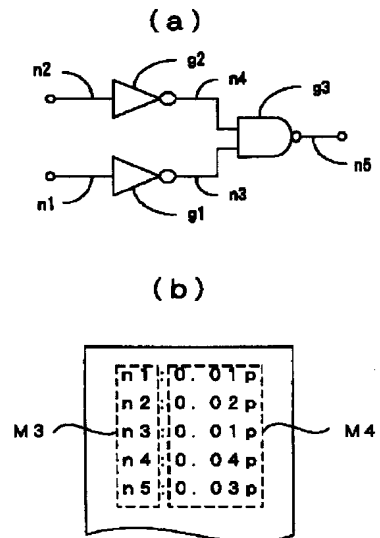 (a)
n2 g2 n4 g3
n5
n1 g1 n3
(b)
n1:0.01p
n2:0.02p
M3 n3:0.01p M4
n4:0.04p
n5:0.03p